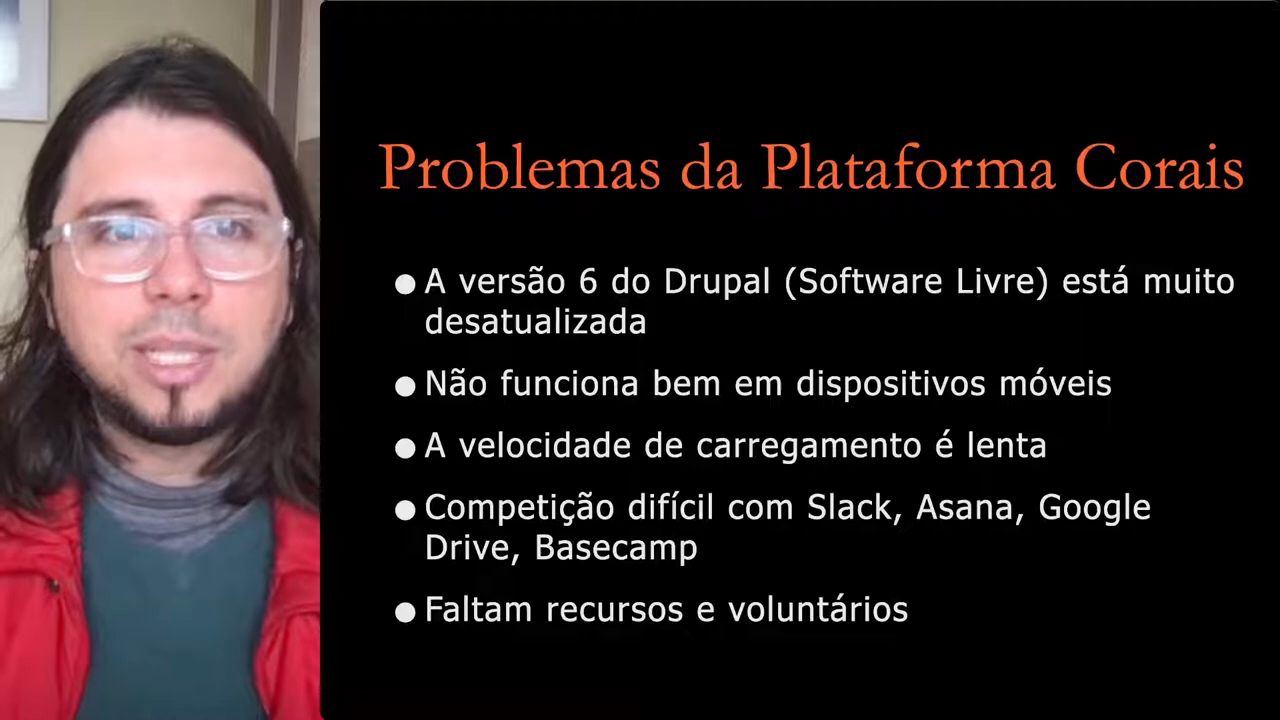 Problemas da Plataforma Corais
● A versão 6 do Drupal (Software Livre) está muito
desatualizada
● Não funciona bem em dispositivos móveis
● A velocidade de carregamento é lenta
● Competição difícil com Slack, Asana, Google
Drive, Basecamp
● Faltam recursos e voluntários